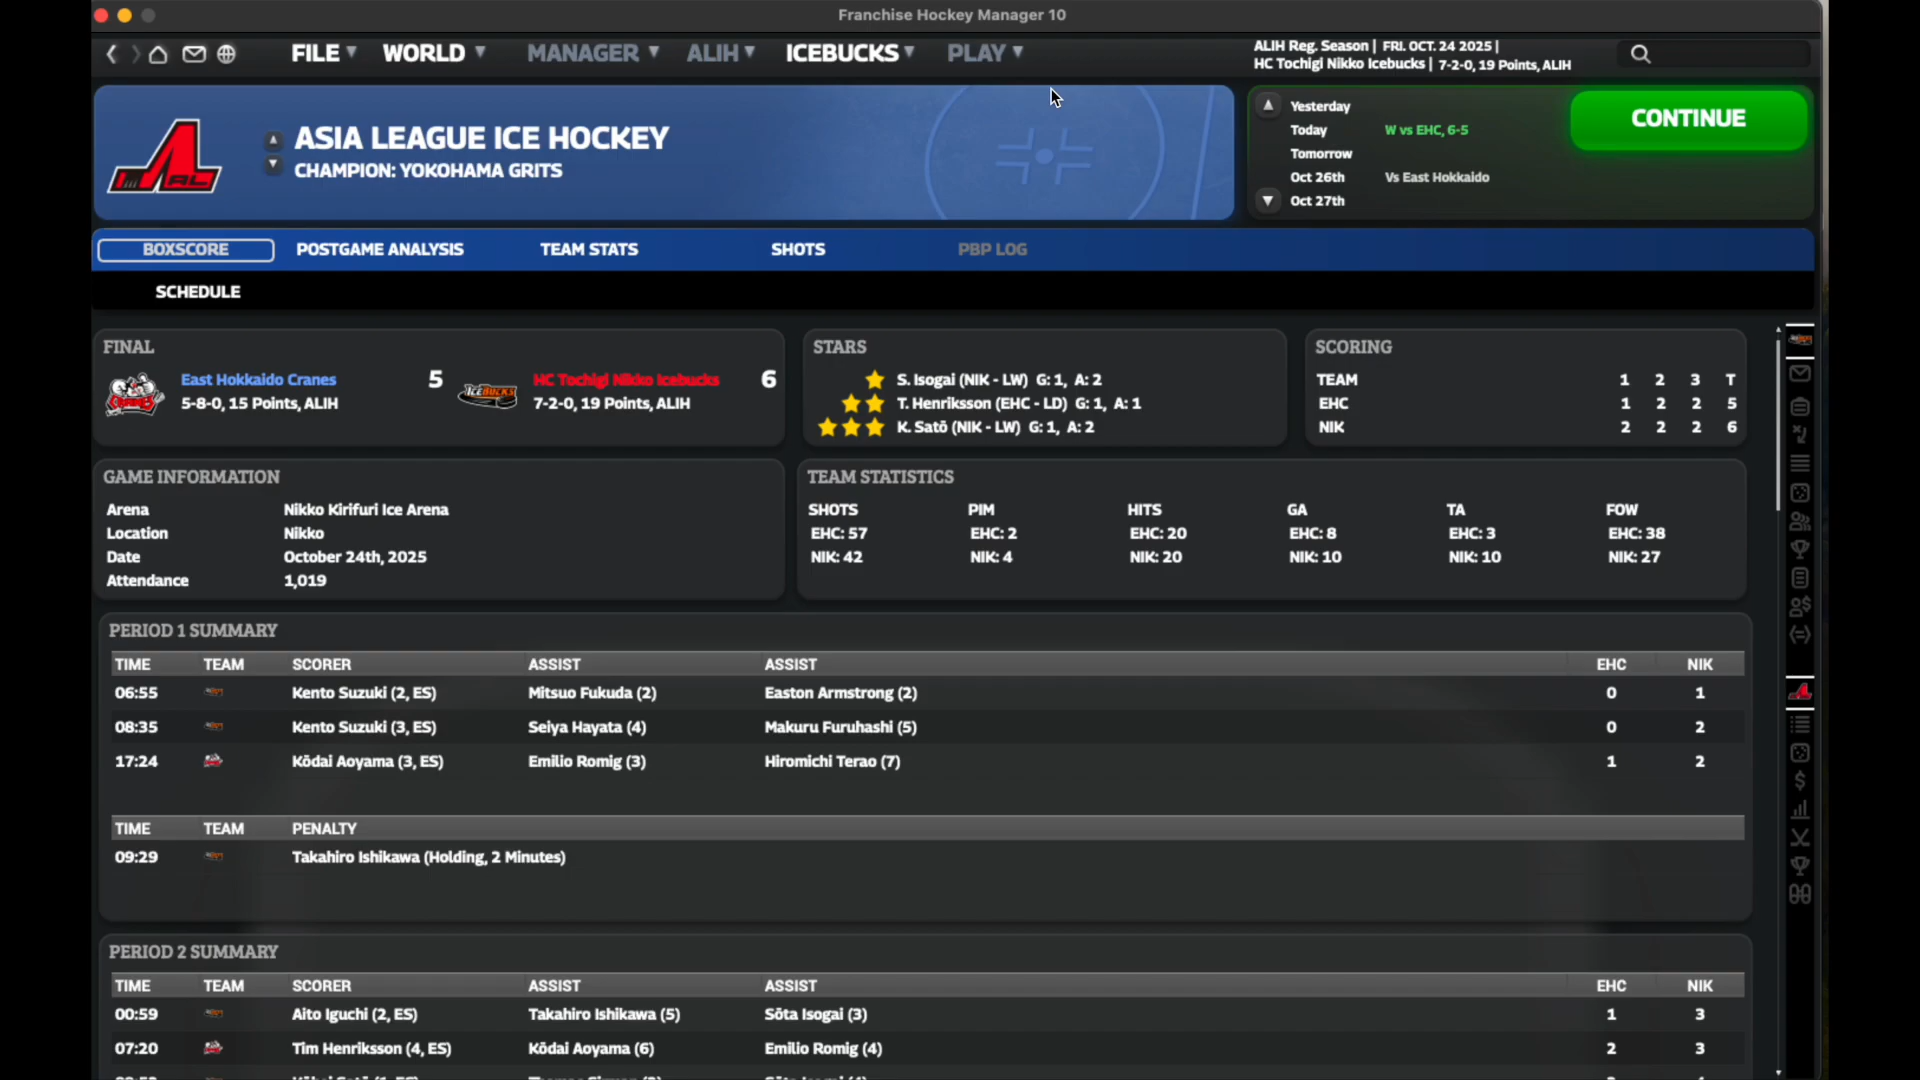 Franchise Hockey Manager 10
FILE WORLD MANAGER ALIH ICEBUCKS PLAY
ALIH Reg. Season | FRI. OCT. 24 2025 |
HC Tochigi Nikko Icebucks | 7-2-0, 19 Points, ALIH
ASIA LEAGUE ICE HOCKEY
CHAMPION: YOKOHAMA GRITS
Yesterday
Today W vs EHC, 6-5
Tomorrow
Oct 26th Vs East Hokkaido
Oct 27th
CONTINUE
BOXSCORE POSTGAME ANALYSIS TEAM STATS SHOTS PBP LOG
SCHEDULE
FINAL
East Hokkaido Cranes 5
5-8-0, 15 Points, ALIH
ICEBUCKS
HC Tochigi Nikko Icebucks 6
7-2-0, 19 Points, ALIH
STARS
S. Isogai (NIK - LW) G: 1, A: 2
T. Henriksson (EHC - LD) G: 1, A: 1
K. Satō (NIK - LW) G: 1, A: 2
SCORING
TEAM 1 2 3 T
EHC 1 2 2 5
NIK 2 2 2 6
GAME INFORMATION
Arena Nikko Kirifuri Ice Arena
Location Nikko
Date October 24th, 2025
Attendance 1,019
TEAM STATISTICS
SHOTS PIM HITS GA TA FOW
EHC: 57 EHC: 2 EHC: 20 EHC: 8 EHC: 3 EHC: 38
NIK: 42 NIK: 4 NIK: 20 NIK: 10 NIK: 10 NIK: 27
PERIOD 1 SUMMARY
TIME TEAM SCORER ASSIST ASSIST EHC NIK
06:55 Kento Suzuki (2, ES) Mitsuo Fukuda (2) Easton Armstrong (2) 0 1
08:35 Kento Suzuki (3, ES) Seiya Hayata (4) Makuru Furuhashi (5) 0 2
17:24 Kōdai Aoyama (3, ES) Emilio Romig (3) Hiromichi Terao (7) 1 2
TIME TEAM PENALTY
09:29 Takahiro Ishikawa (Holding, 2 Minutes)
PERIOD 2 SUMMARY
TIME TEAM SCORER ASSIST ASSIST EHC NIK
00:59 Aito Iguchi (2, ES) Takahiro Ishikawa (5) Sōta Isogai (3) 1 3
07:20 Tim Henriksson (4, ES) Kōdai Aoyama (6) Emilio Romig (4) 2 3